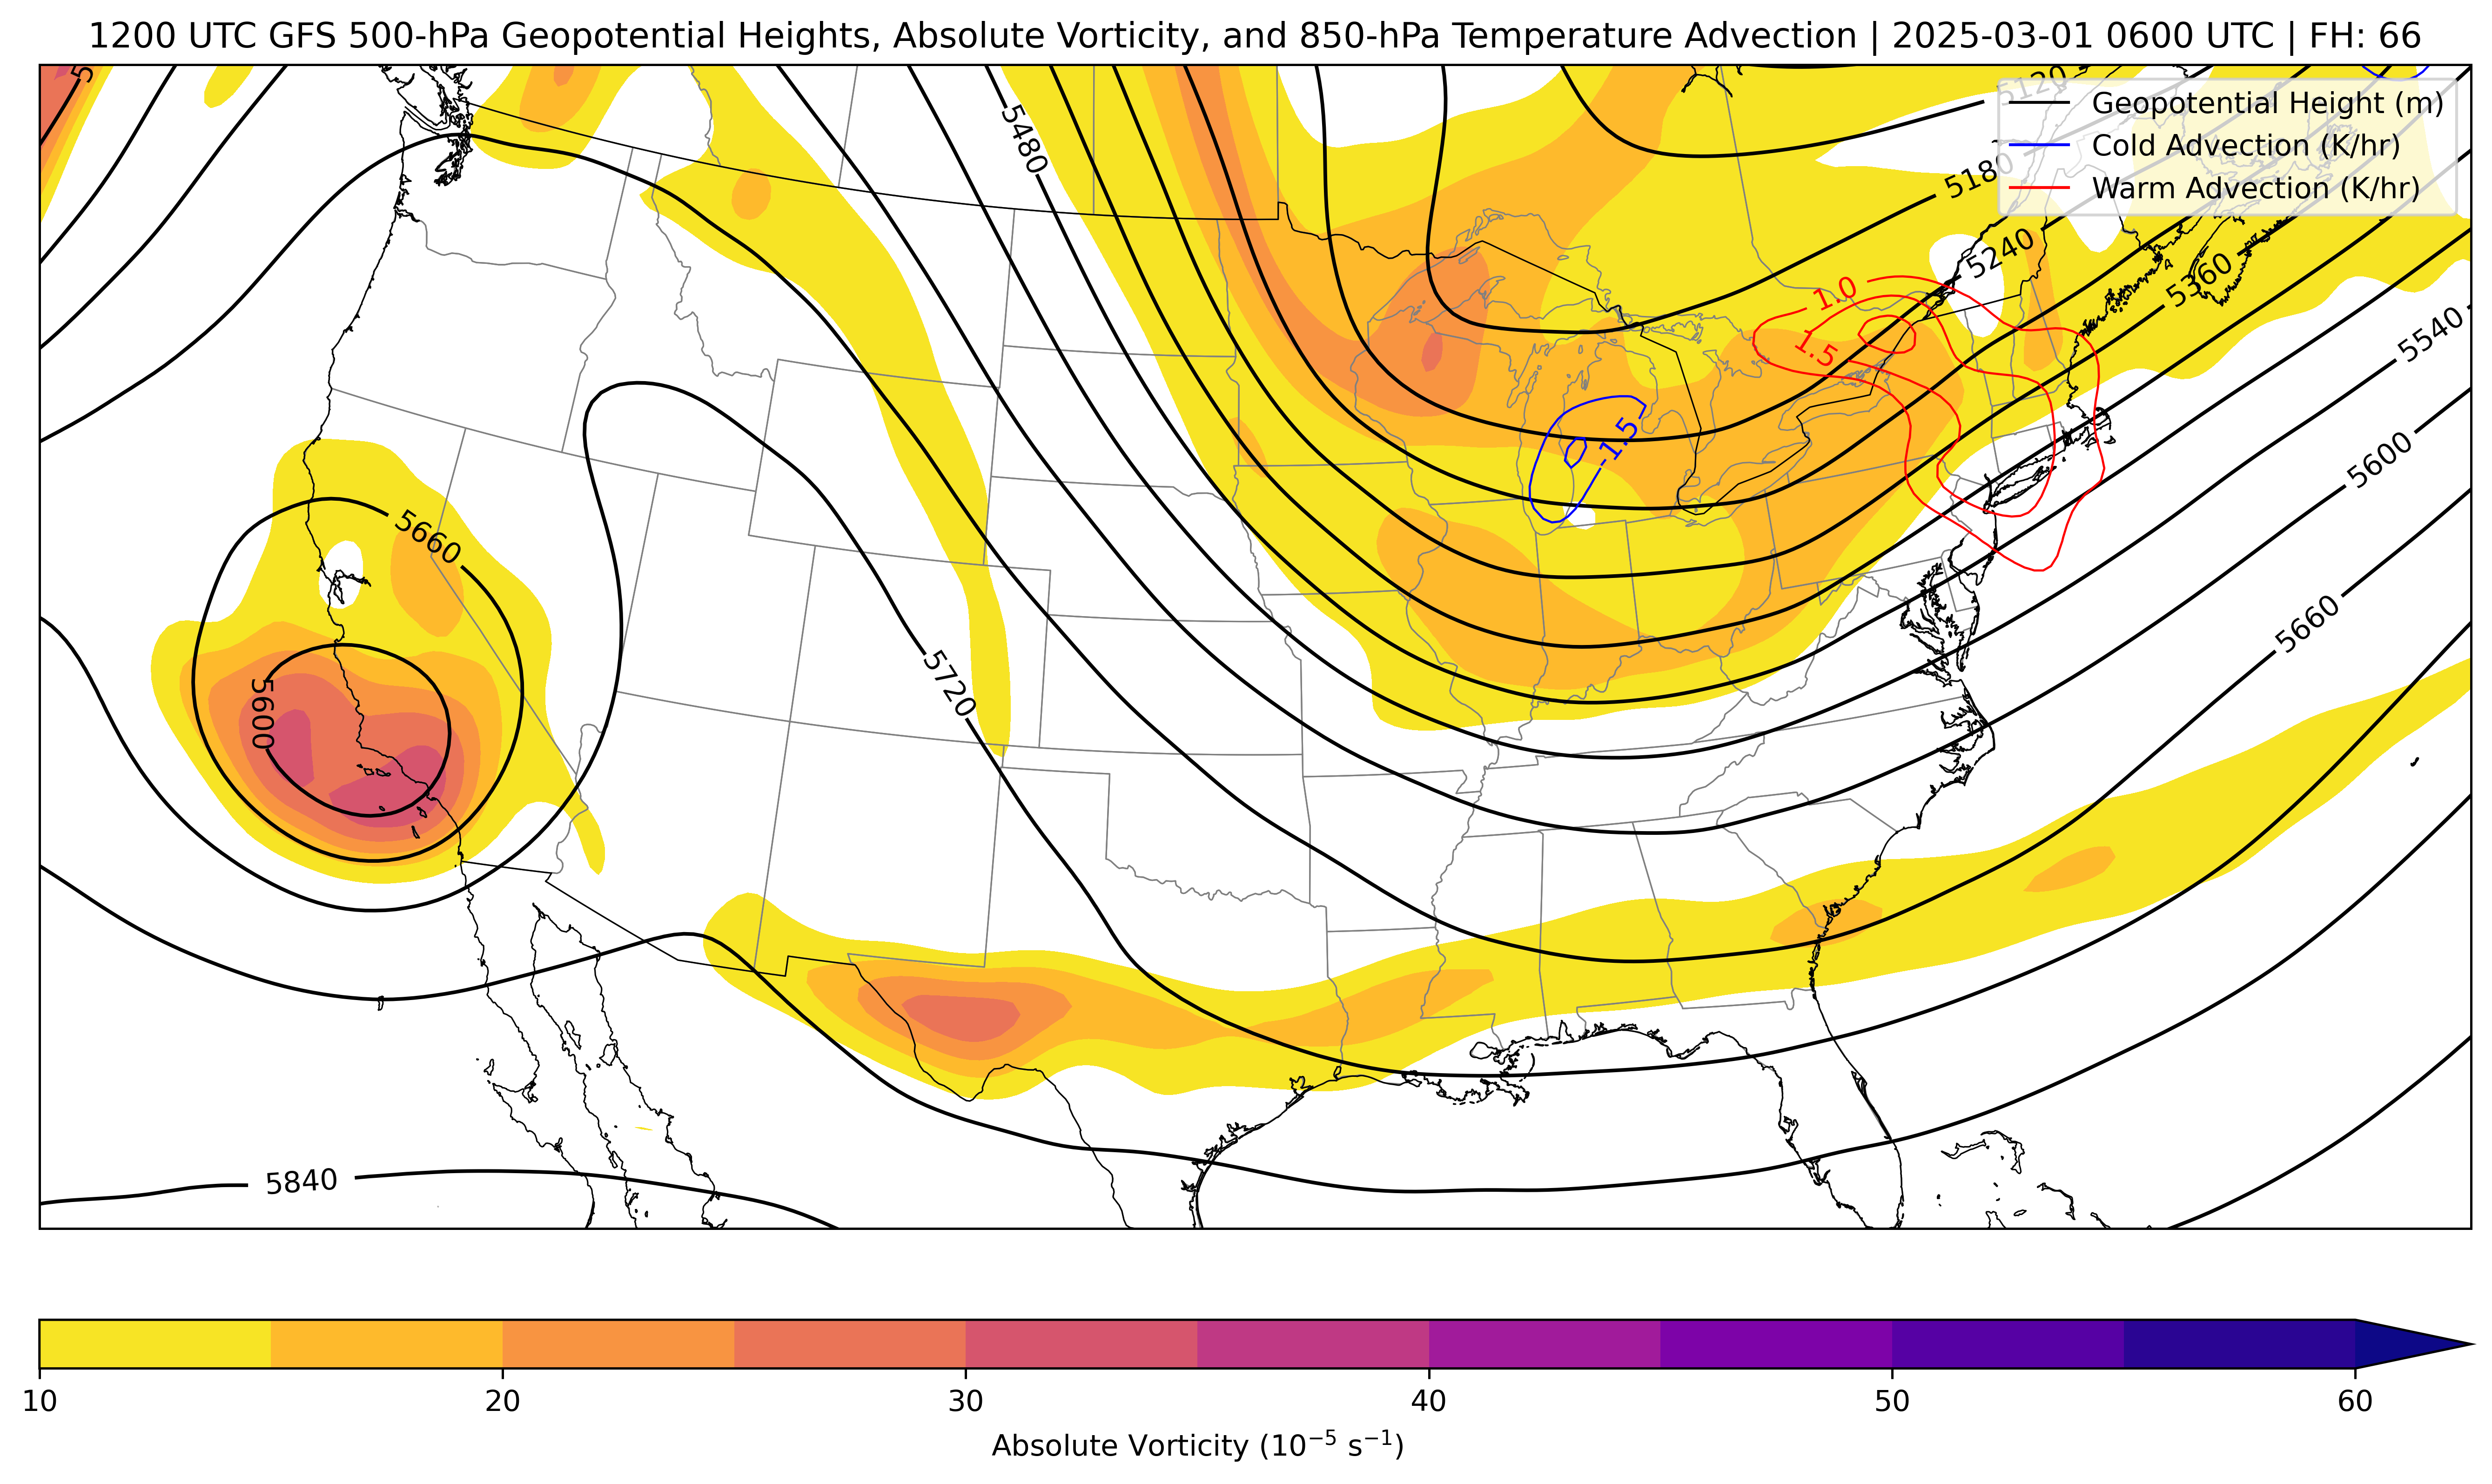 1200 UTC GFS 500-hPa Geopotential Heights, Absolute Vorticity, and 850-hPa Temperature Advection | 2025-03-01 0600 UTC | FH: 66
5120
Geopotential Height (m)
Cold Advection (K/hr)
Warm Advection (K/hr)
5480
5180
5240
5360
1.0
1.5
5540
-1.5
5600
5660
5660
5720
5600
5840
10 20 30 40 50 60
Absolute Vorticity (10⁻⁵ s⁻¹)